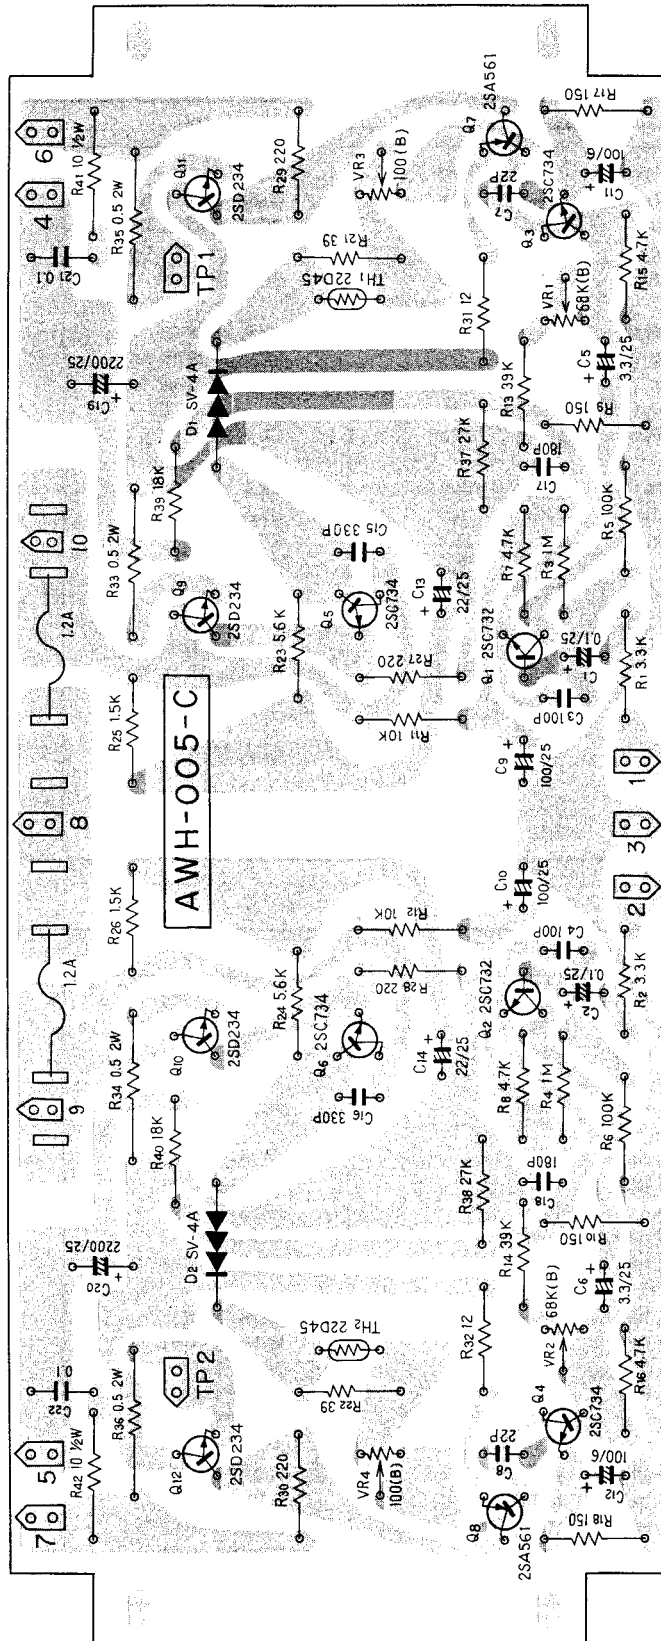 6
4
R41 10 ½W
C21 0.1
R35 0.5 2W
Q11
2SD234
R29 220
VR3
100(B)
Q7
2SA561
R17 150
22P
C7
2SC734
Q3
100/6
+
C11
TP1
R21 39
TH1 22D45
R31 12
VR1
68K(B)
R15 4.7K
2200/25
C19
+
D1 SV-4A
R13 39K
C5 +
3.3/25
R9 150
R37 27K
180P
C17
R39 18K
10
R33 0.5 2W
C15 330P
R7 4.7K
R3 1M
R5 100K
1.2A
Q9
2SD234
R23 5.6K
Q5
2SC734
+ C13
22/25
Q1 2SC732
0.1/25
+
C1
R1 3.3K
R27 220
R25 1.5K
R11 10K
C3 100P
C9 +
100/25
8
AWH-005-C
1
3
2
+ C10
100/25
R26 1.5K
R12 10K
C4 100P
R28 220
1.2A
R24 5.6K
Q10
2SD234
Q6 2SC734
Q2 2SC732
0.1/25
+
C2
R2 3.3K
C14 +
22/25
R34 0.5 2W
9
C16 330P
R8 4.7K
R4 1M
R6 100K
R40 18K
R38 27K
180P
C18
D2 SV-4A
R14 39K
R10 150
2200/25
C20
+
C6 +
3.3/25
68K(B)
VR2
R32 12
TH2 22D45
R22 39
TP2
0.1
C22
R36 0.5 2W
R16 4.7K
Q4
2SC734
5
7
R42 10 ½W
Q12
2SD234
R30 220
VR4
100(B)
22P
C8
Q8
2SA561
100/6
+
C12
R18 150